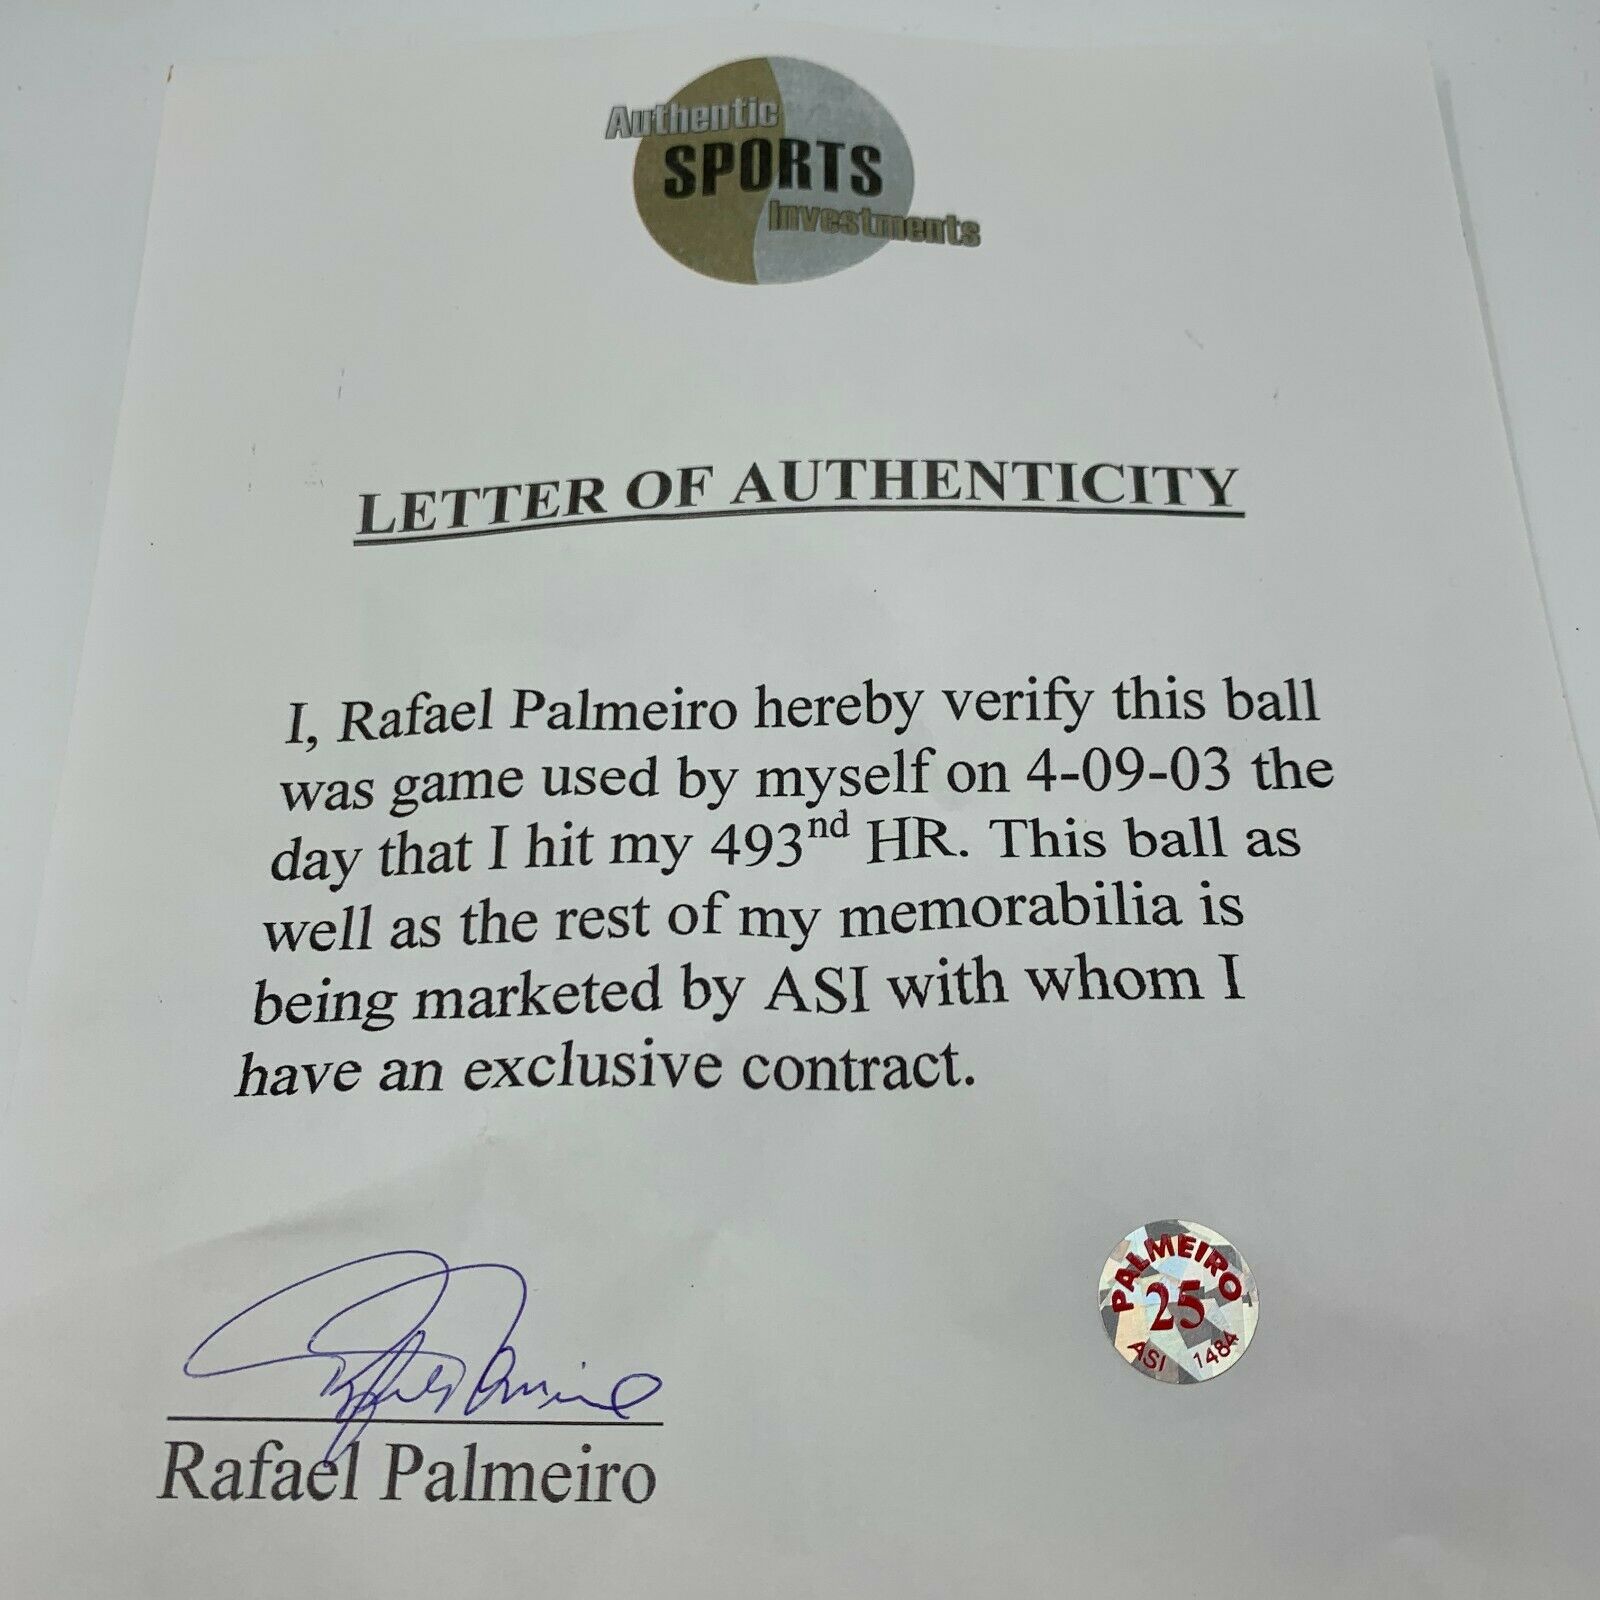 Authentic
SPORTS
Investments
LETTER OF AUTHENTICITY
I, Rafael Palmeiro hereby verify this ball
was game used by myself on 4-09-03 the
day that I hit my 493nd HR. This ball as
well as the rest of my memorabilia is
being marketed by ASI with whom I
have an exclusive contract.
Rafael Palmeiro
PALMEIRO
25
ASI 1484